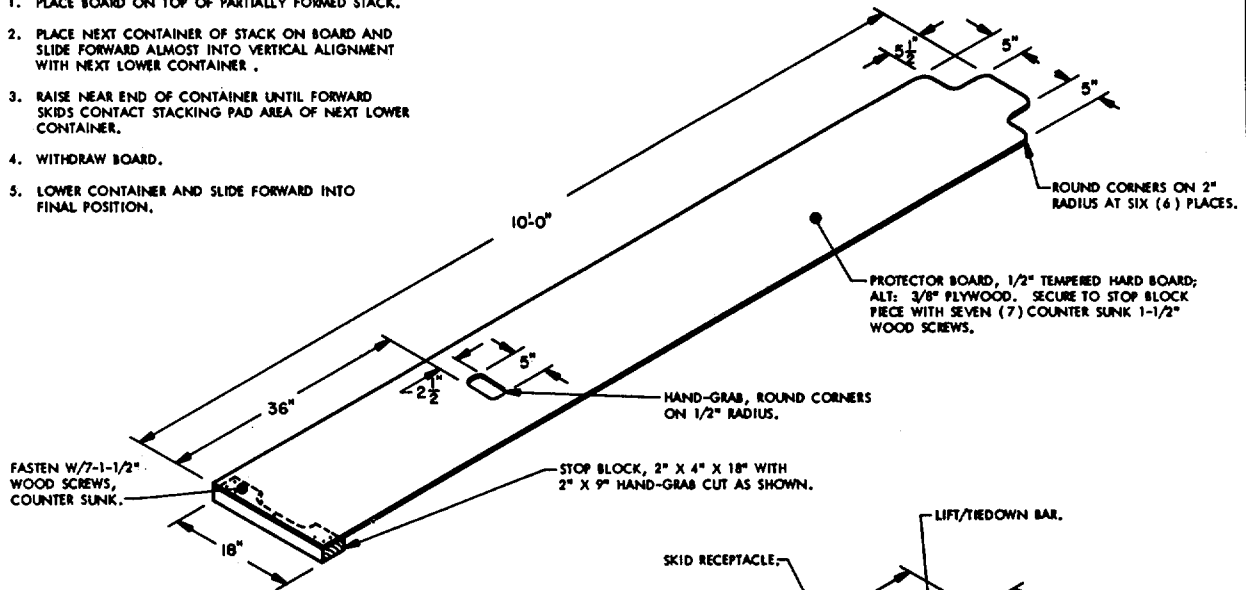 1. PLACE BOARD ON TOP OF PARTIALLY FORMED STACK.
2. PLACE NEXT CONTAINER OF STACK ON BOARD AND
SLIDE FORWARD ALMOST INTO VERTICAL ALIGNMENT
WITH NEXT LOWER CONTAINER .
3. RAISE NEAR END OF CONTAINER UNTIL FORWARD
SKIDS CONTACT STACKING PAD AREA OF NEXT LOWER
CONTAINER.
4. WITHDRAW BOARD.
5. LOWER CONTAINER AND SLIDE FORWARD INTO
FINAL POSITION.
5 1/2"
5"
5"
ROUND CORNERS ON 2"
RADIUS AT SIX (6) PLACES.
10'-0"
PROTECTOR BOARD, 1/2" TEMPERED HARD BOARD;
ALT: 3/8" PLYWOOD. SECURE TO STOP BLOCK
PIECE WITH SEVEN (7) COUNTER SUNK 1-1/2"
WOOD SCREWS.
5"
2 1/2"
36"
HAND-GRAB, ROUND CORNERS
ON 1/2" RADIUS.
FASTEN W/7-1-1/2"
WOOD SCREWS,
COUNTER SUNK.
STOP BLOCK, 2" X 4" X 18" WITH
2" X 9" HAND-GRAB CUT AS SHOWN.
18"
LIFT/TIEDOWN BAR.
SKID RECEPTACLE.